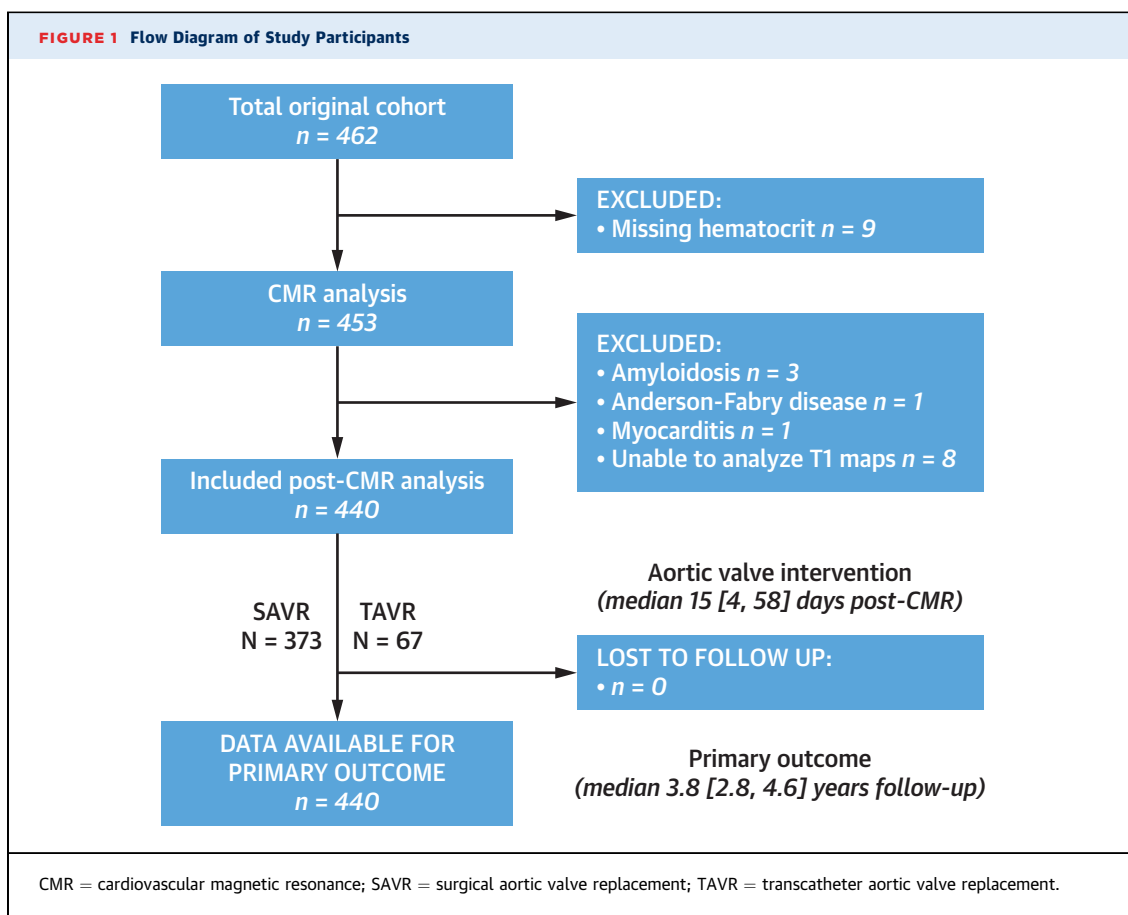 FIGURE 1 Flow Diagram of Study Participants
Total original cohort
n = 462
EXCLUDED:
• Missing hematocrit n = 9
CMR analysis
n = 453
EXCLUDED:
• Amyloidosis n = 3
• Anderson-Fabry disease n = 1
• Myocarditis n = 1
• Unable to analyze T1 maps n = 8
Included post-CMR analysis
n = 440
SAVR
N = 373
TAVR
N = 67
Aortic valve intervention
(median 15 [4, 58] days post-CMR)
LOST TO FOLLOW UP:
• n = 0
DATA AVAILABLE FOR
PRIMARY OUTCOME
n = 440
Primary outcome
(median 3.8 [2.8, 4.6] years follow-up)
CMR = cardiovascular magnetic resonance; SAVR = surgical aortic valve replacement; TAVR = transcatheter aortic valve replacement.